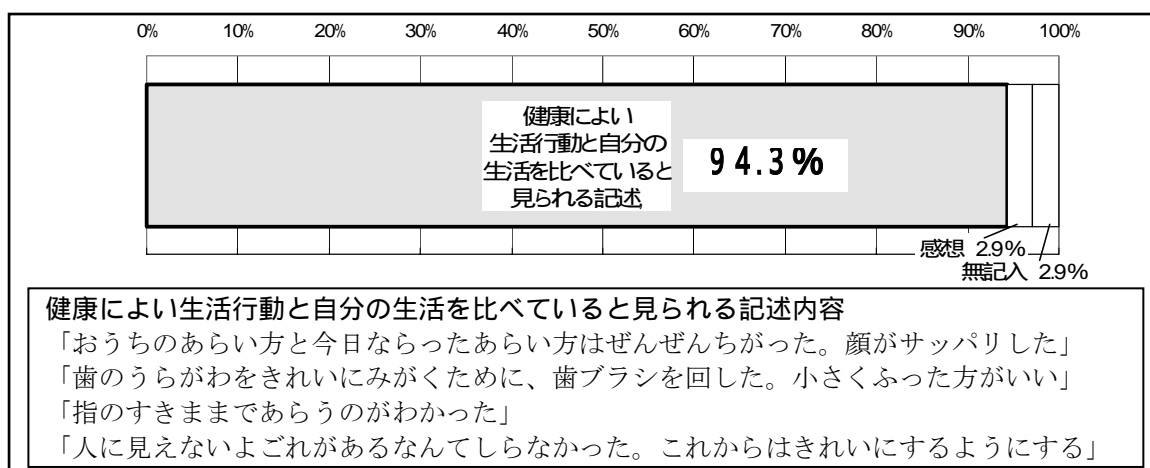 0% 10% 20% 30% 40% 50% 60% 70% 80% 90% 100%
健康によい
生活行動と自分の
生活を比べていると
見られる記述,
94.3%
感想 2.9%
無記入 2.9%
健康によい生活行動と自分の生活を比べていると見られる記述内容
「おうちのあらい方と今日ならったあらい方はぜんぜんちがった。顔がサッパリした」
「歯のうらがわをきれいにみがくために、歯ブラシを回した。小さくふった方がいい」
「指のすきままであらうのがわかった」
「人に見えないよごれがあるなんてしらなかった。これからはきれいにするようにする」